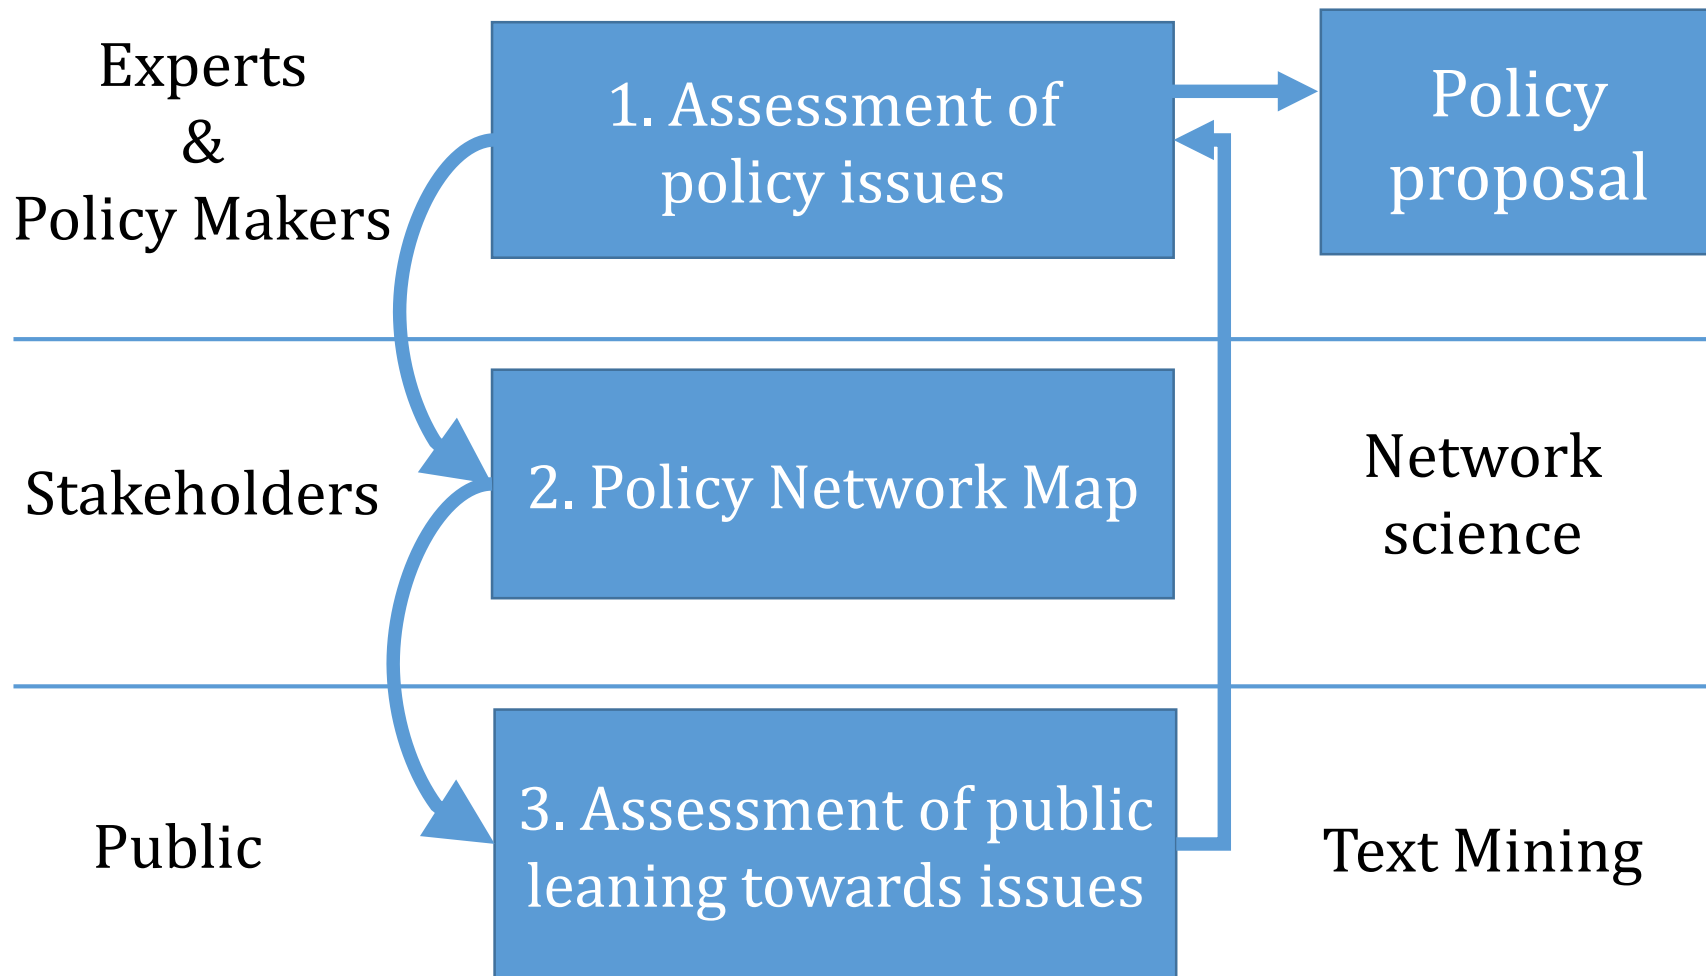 Experts
&
Policy Makers
1. Assessment of
policy issues
Policy
proposal
Stakeholders
2. Policy Network Map
Network
science
Public
3. Assessment of public
leaning towards issues
Text Mining